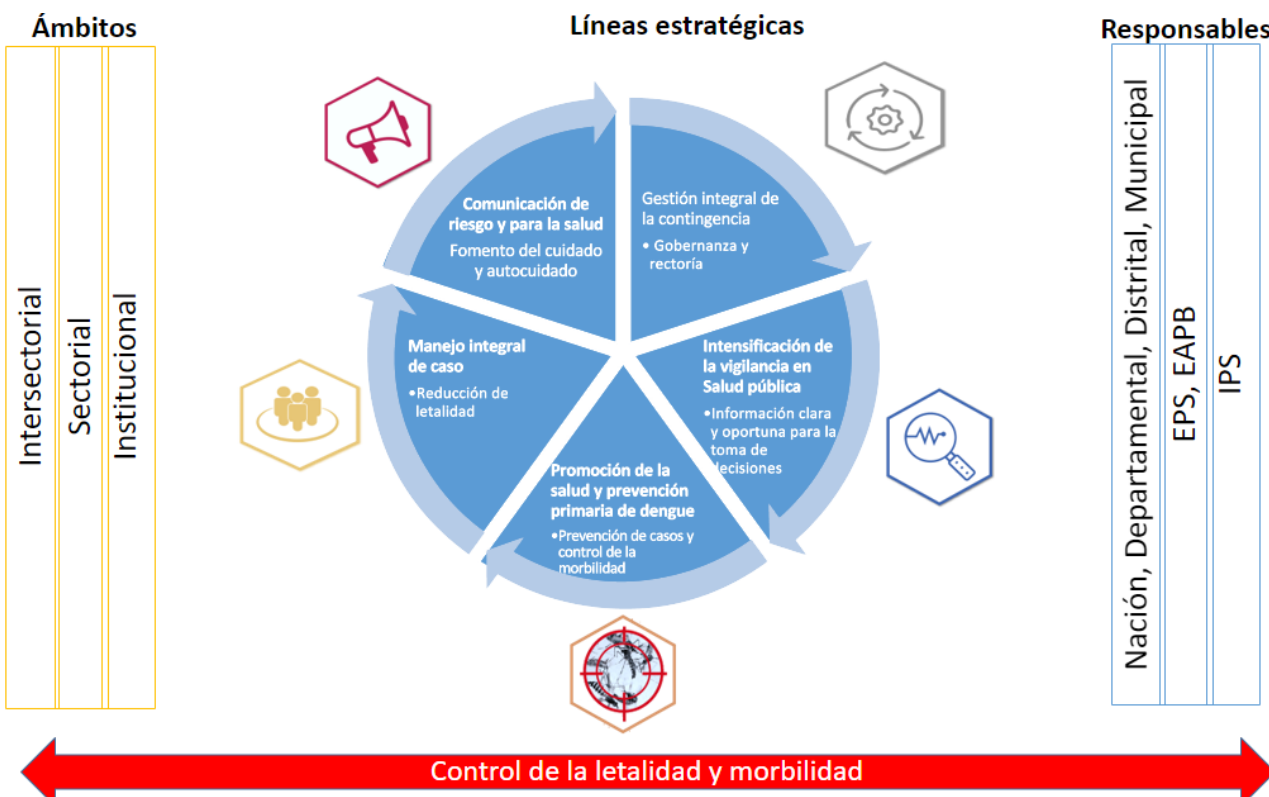 Ámbitos
Líneas estratégicas
Responsables
Intersectorial
Sectorial
Institucional
Comunicación de
riesgo y para la salud
Fomento del cuidado
y autocuidado
Gestión integral de
la contingencia
• Gobernanza y
rectoría
Manejo integral
de caso
•Reducción de
letalidad
Intensificación de
la vigilancia en
Salud pública
•Información clara
y oportuna para la
toma de
decisiones
Promoción de la
salud y prevención
primaria de dengue
•Prevención de casos y
control de la
morbilidad
Nación, Departamental, Distrital, Municipal
EPS, EAPB
IPS
Control de la letalidad y morbilidad